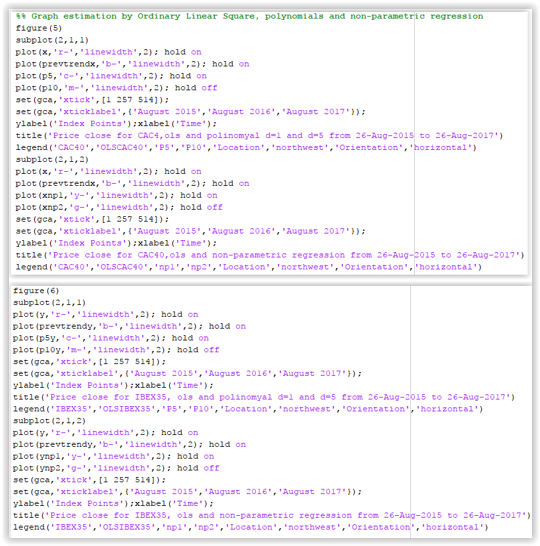 %% Graph estimation by Ordinary Linear Square, polynomials and non-parametric regression
figure(5)
subplot(2,1,1)
plot(x,'r-','linewidth',2); hold on
plot(prevtrendx,'b-','linewidth',2); hold on
plot(p5,'c-','linewidth',2); hold on
plot(p10,'m-','linewidth',2); hold off
set(gca,'xtick',[1 257 514]);
set(gca,'xticklabel',{'August 2015','August 2016','August 2017'});
ylabel('Index Points');xlabel('Time');
title('Price close for CAC4,ols and polinomyal d=1 and d=5 from 26-Aug-2015 to 26-Aug-2017')
legend('CAC40','OLSCAC40','P5','P10','Location','northwest','Orientation','horizontal')
subplot(2,1,2)
plot(x,'r-','linewidth',2); hold on
plot(prevtrendx,'b-','linewidth',2); hold on
plot(xnp1,'y-','linewidth',2); hold on
plot(xnp2,'g-','linewidth',2); hold off
set(gca,'xtick',[1 257 514]);
set(gca,'xticklabel',{'August 2015','August 2016','August 2017'});
ylabel('Index Points');xlabel('Time');
title('Price close for CAC40,ols and non-parametric regression from 26-Aug-2015 to 26-Aug-2017')
legend('CAC40','OLSCAC40','np1','np2','Location','northwest','Orientation','horizontal')
figure(6)
subplot(2,1,1)
plot(y,'r-','linewidth',2); hold on
plot(prevtrendy,'b-','linewidth',2); hold on
plot(p5y,'c-','linewidth',2); hold on
plot(p10y,'m-','linewidth',2); hold off
set(gca,'xtick',[1 257 514]);
set(gca,'xticklabel',{'August 2015','August 2016','August 2017'});
ylabel('Index Points');xlabel('Time');
title('Price close for IBEX35, ols and polinomyal d=1 and d=5 from 26-Aug-2015 to 26-Aug-2017')
legend('IBEX35','OLSIBEX35','P5','P10','Location','northwest','Orientation','horizontal')
subplot(2,1,2)
plot(y,'r-','linewidth',2); hold on
plot(prevtrendy,'b-','linewidth',2); hold on
plot(ynp1,'y-','linewidth',2); hold on
plot(ynp2,'g-','linewidth',2); hold off
set(gca,'xtick',[1 257 514]);
set(gca,'xticklabel',{'August 2015','August 2016','August 2017'});
ylabel('Index Points');xlabel('Time');
title('Price close for IBEX35, ols and non-parametric regression from 26-Aug-2015 to 26-Aug-2017')
legend('IBEX35','OLSIBEX35','np1','np2','Location','northwest','Orientation','horizontal')